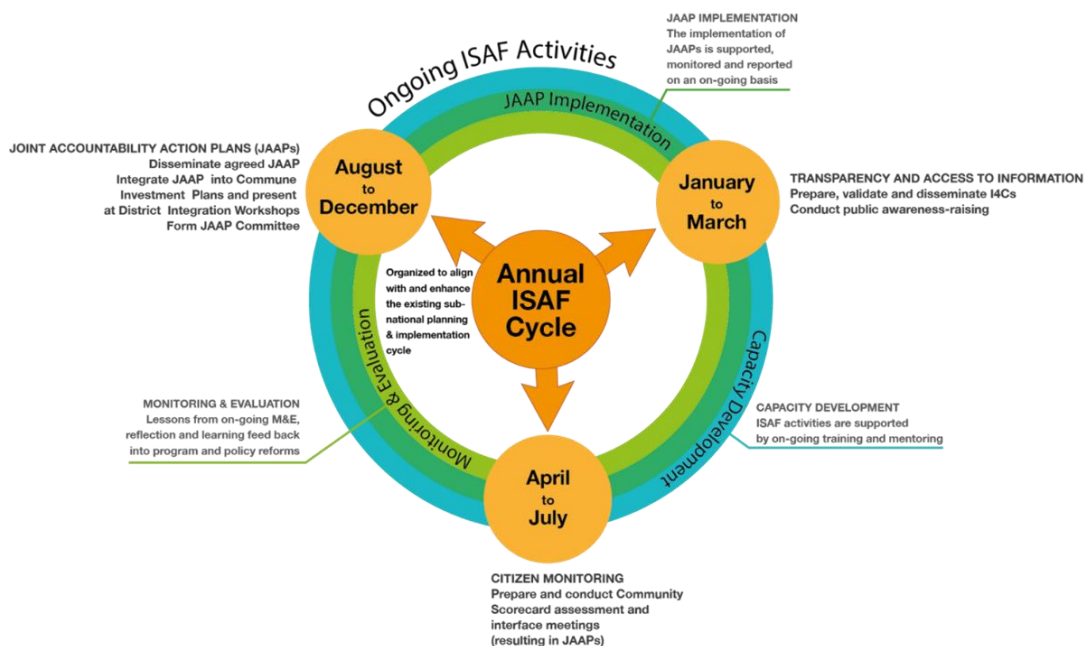 Ongoing ISAF Activities
JAAP IMPLEMENTATION
The implementation of
JAAPs is supported,
monitored and reported
on an on-going basis
JAAP Implementation
JOINT ACCOUNTABILITY ACTION PLANS (JAAPs)
Disseminate agreed JAAP
Integrate JAAP into Commune
Investment Plans and present
at District Integration Workshops
Form JAAP Committee
August
to
December
January
to
March
TRANSPARENCY AND ACCESS TO INFORMATION
Prepare, validate and disseminate I4Cs
Conduct public awareness-raising
Organized to align
with and enhance
the existing sub-
national planning
& implementation
cycle
Annual
ISAF
Cycle
Monitoring & Evaluation
Capacity Development
MONITORING & EVALUATION
Lessons from on-going M&E,
reflection and learning feed back
into program and policy reforms
CAPACITY DEVELOPMENT
ISAF activities are supported
by on-going training and mentoring
April
to
July
CITIZEN MONITORING
Prepare and conduct Community
Scorecard assessment and
interface meetings
(resulting in JAAPs)